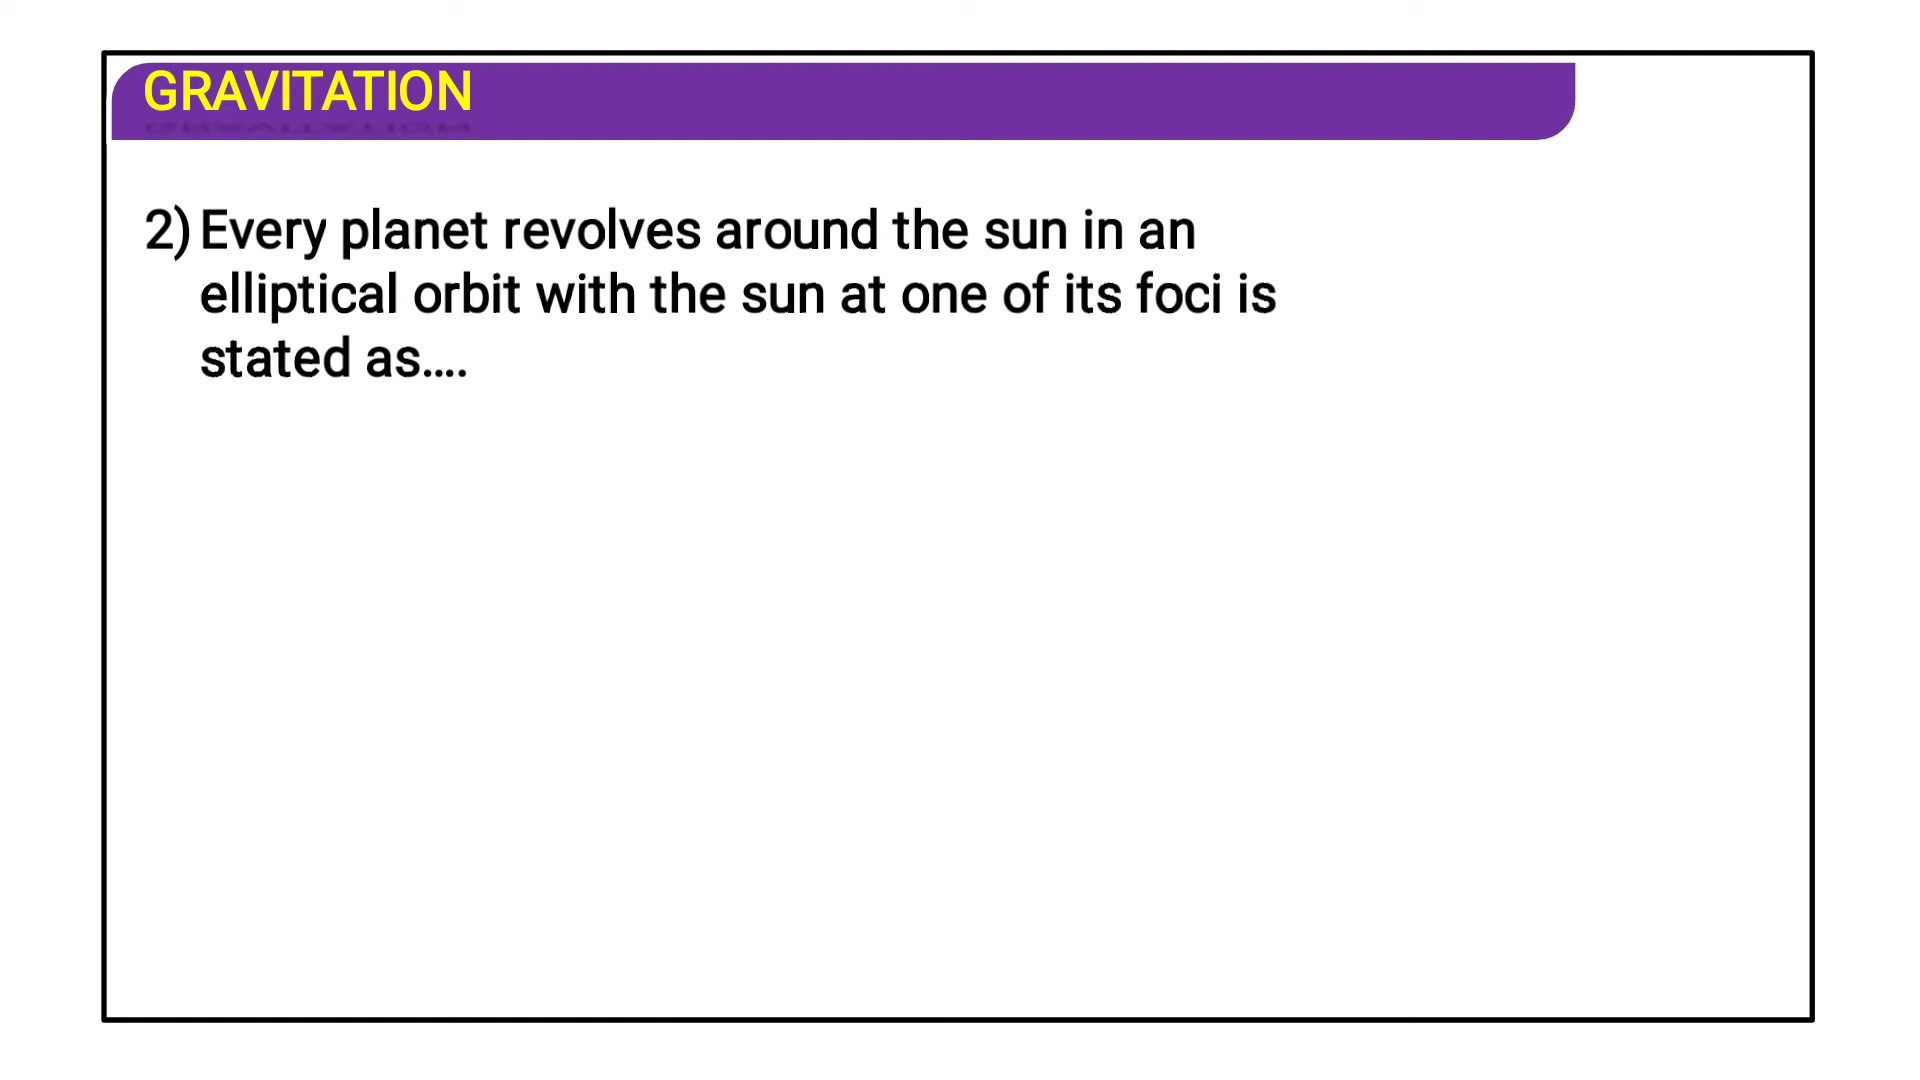 GRAVITATION
2) Every planet revolves around the sun in an
elliptical orbit with the sun at one of its foci is
stated as....